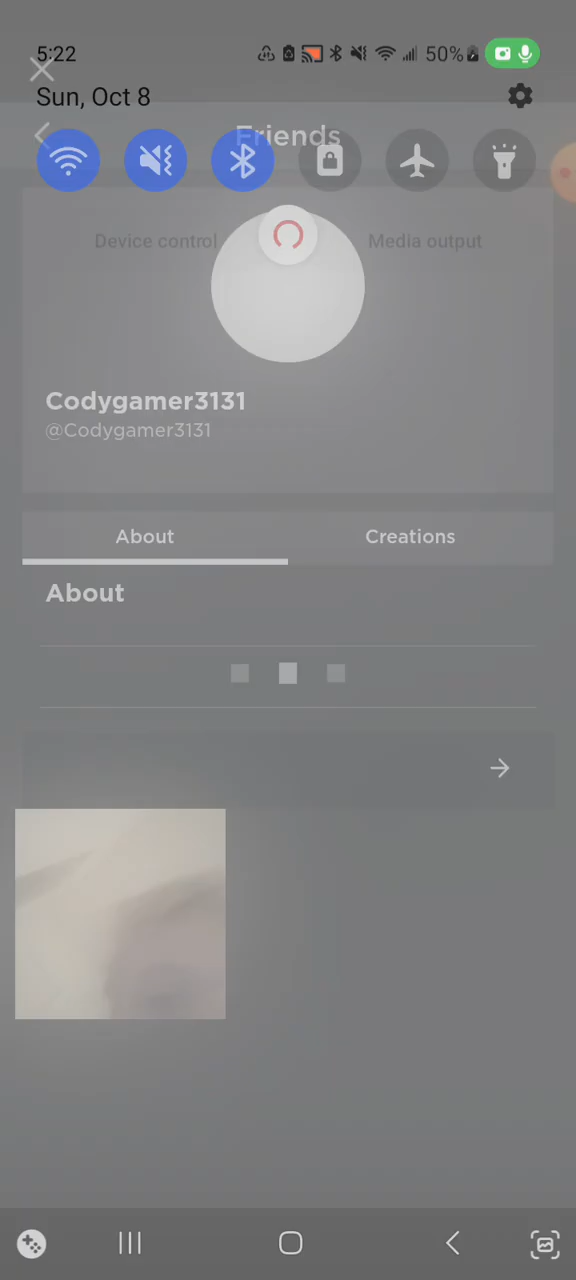 5:22
50%
Sun, Oct 8
Friends
Device control
Media output
Codygamer3131
@Codygamer3131
About
Creations
About